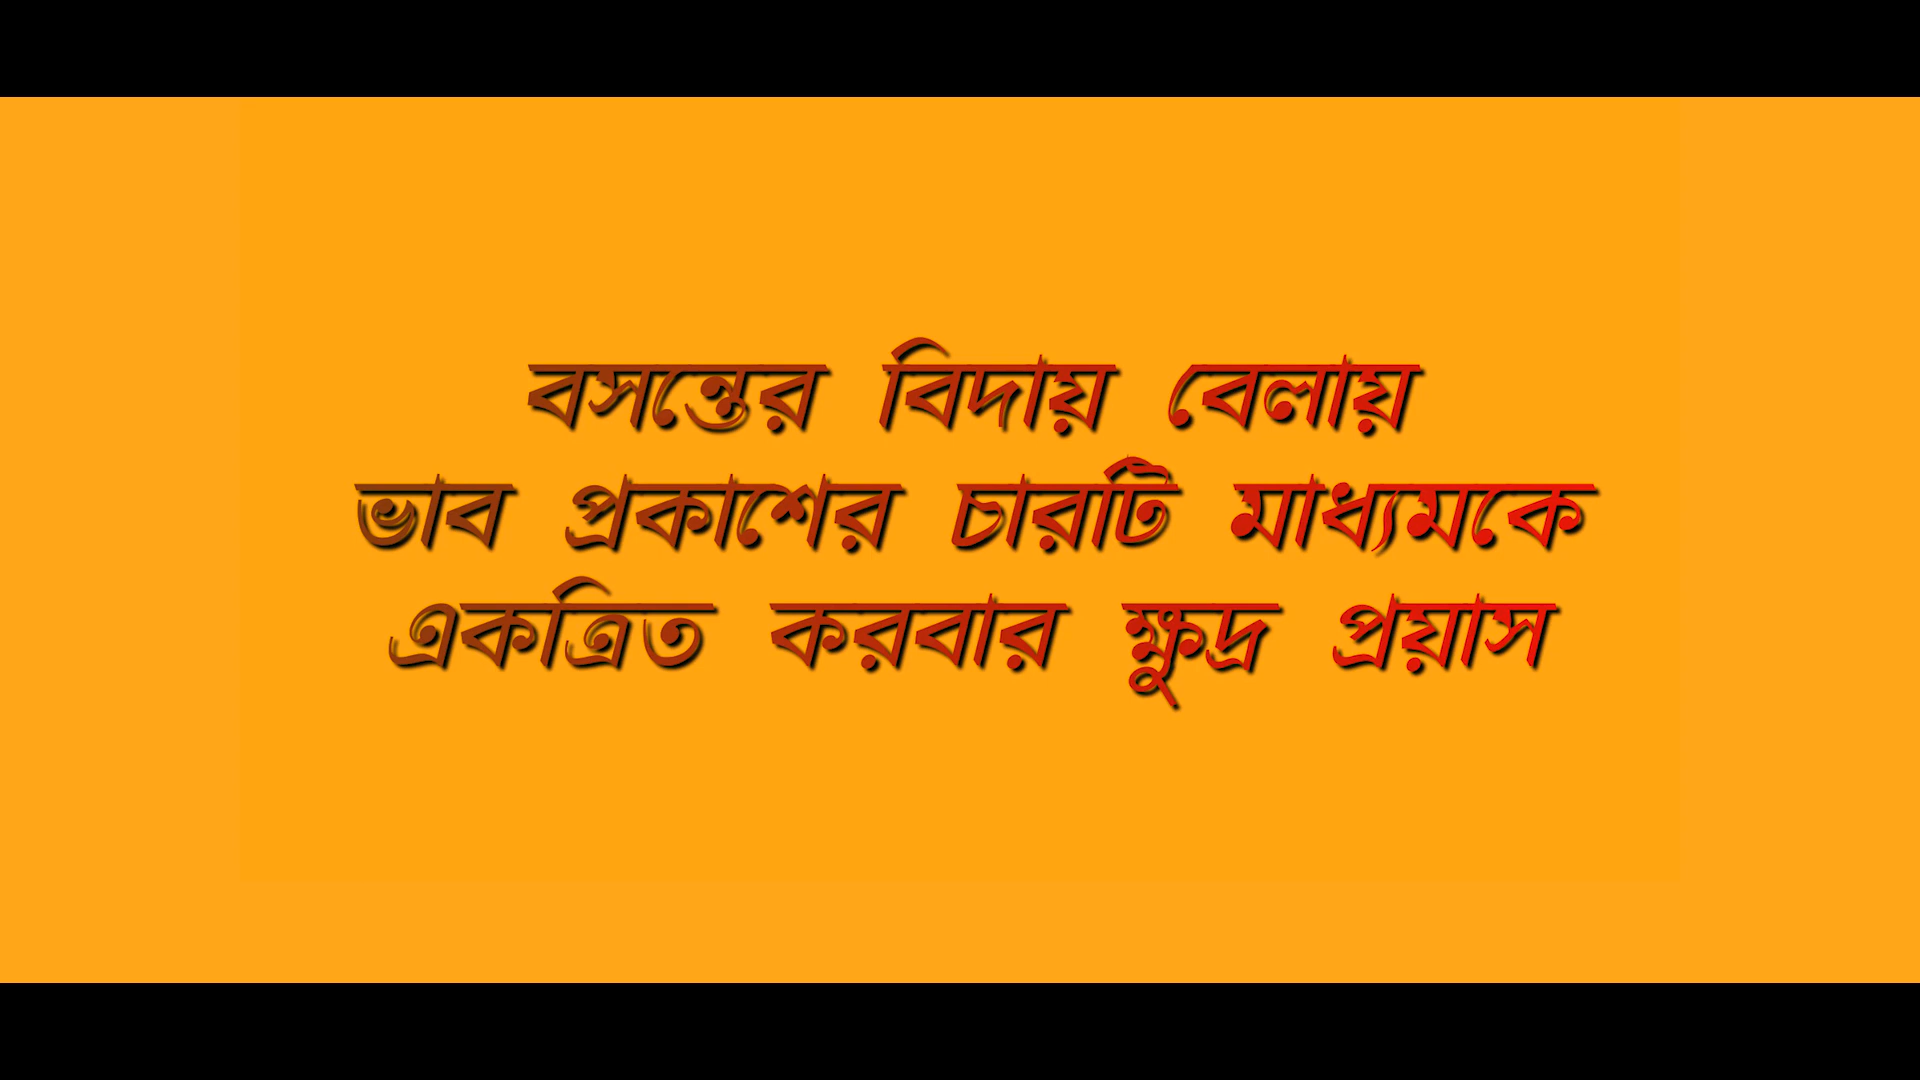 বসন্তের বিদায় বেলায়
ভাব প্রকাশের চারটি মাধ্যমকে
একত্রিত করবার ক্ষুদ্র প্রয়াস